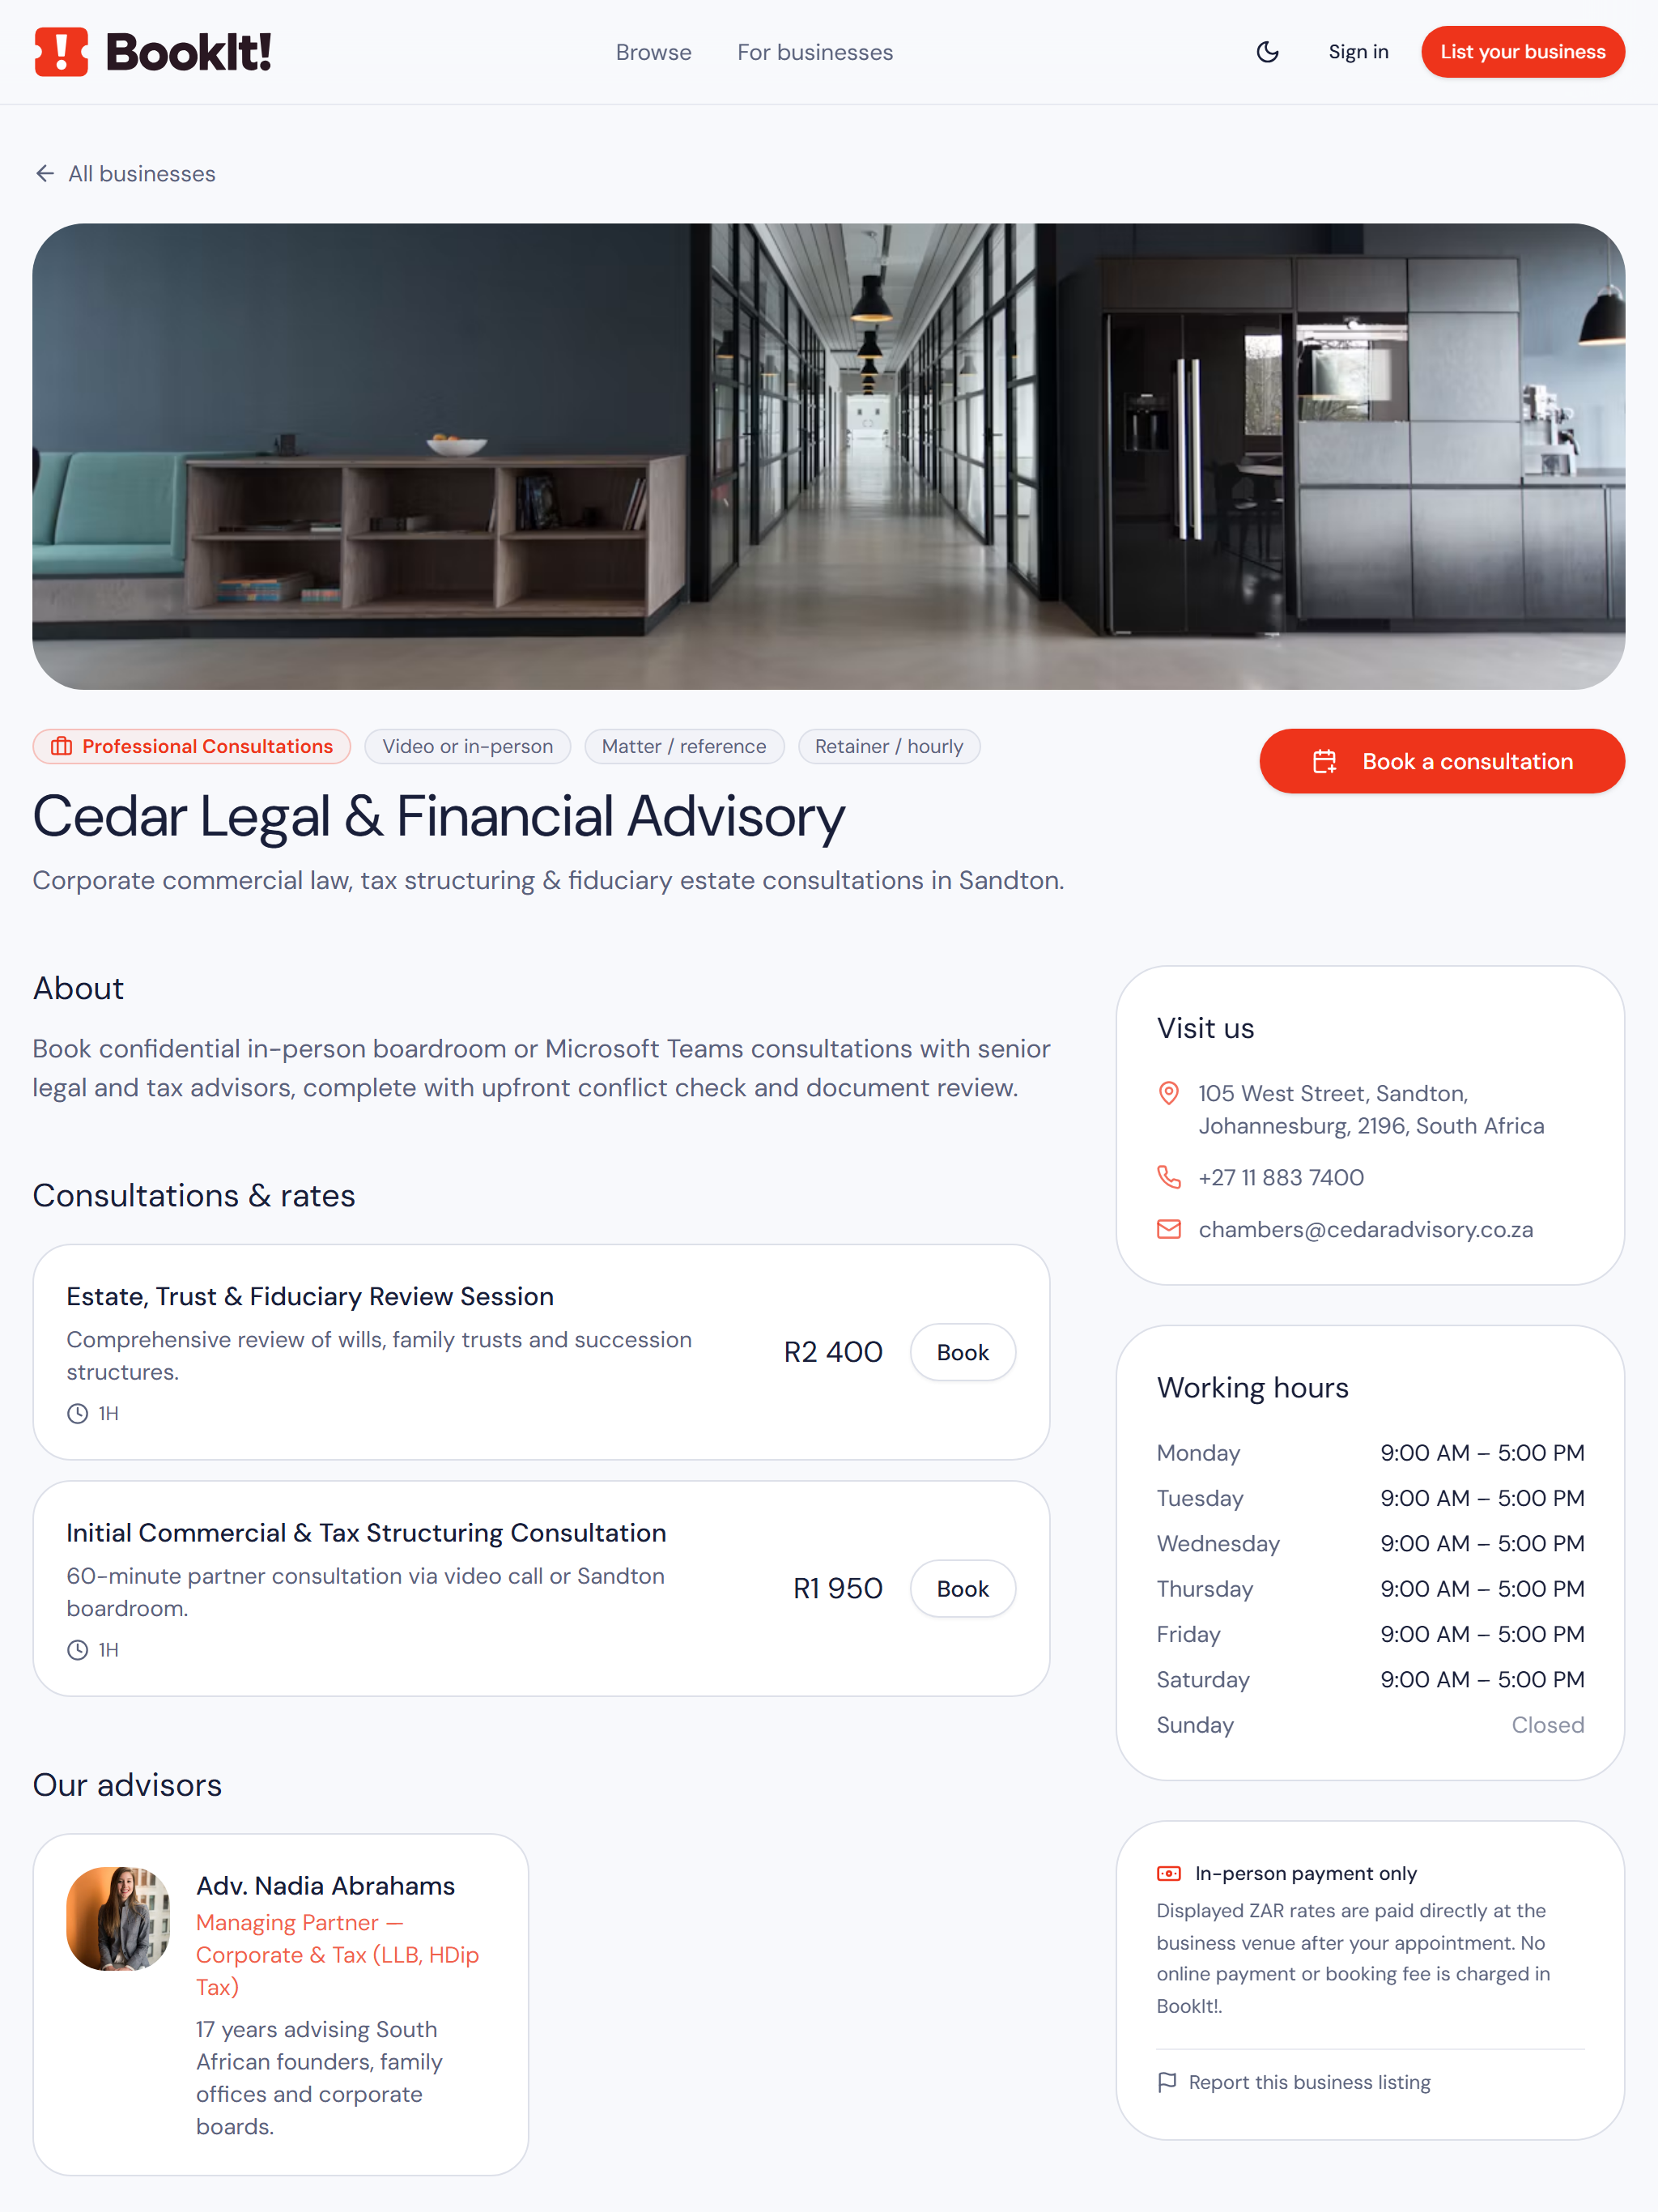 BookIt!
Browse
For businesses
Sign in
List your business
All businesses
Professional Consultations
Video or in-person
Matter / reference
Retainer / hourly
Book a consultation
Cedar Legal & Financial Advisory
Corporate commercial law, tax structuring & fiduciary estate consultations in Sandton.
About
Book confidential in-person boardroom or Microsoft Teams consultations with senior
legal and tax advisors, complete with upfront conflict check and document review.
Consultations & rates
Estate, Trust & Fiduciary Review Session
Comprehensive review of wills, family trusts and succession
structures.
1H
R2 400
Book
Initial Commercial & Tax Structuring Consultation
60-minute partner consultation via video call or Sandton
boardroom.
1H
R1 950
Book
Our advisors
Adv. Nadia Abrahams
Managing Partner —
Corporate & Tax (LLB, HDip
Tax)
17 years advising South
African founders, family
offices and corporate
boards.
Visit us
105 West Street, Sandton,
Johannesburg, 2196, South Africa
+27 11 883 7400
chambers@cedaradvisory.co.za
Working hours
Monday 9:00 AM – 5:00 PM
Tuesday 9:00 AM – 5:00 PM
Wednesday 9:00 AM – 5:00 PM
Thursday 9:00 AM – 5:00 PM
Friday 9:00 AM – 5:00 PM
Saturday 9:00 AM – 5:00 PM
Sunday Closed
In-person payment only
Displayed ZAR rates are paid directly at the
business venue after your appointment. No
online payment or booking fee is charged in
BookIt!.
Report this business listing